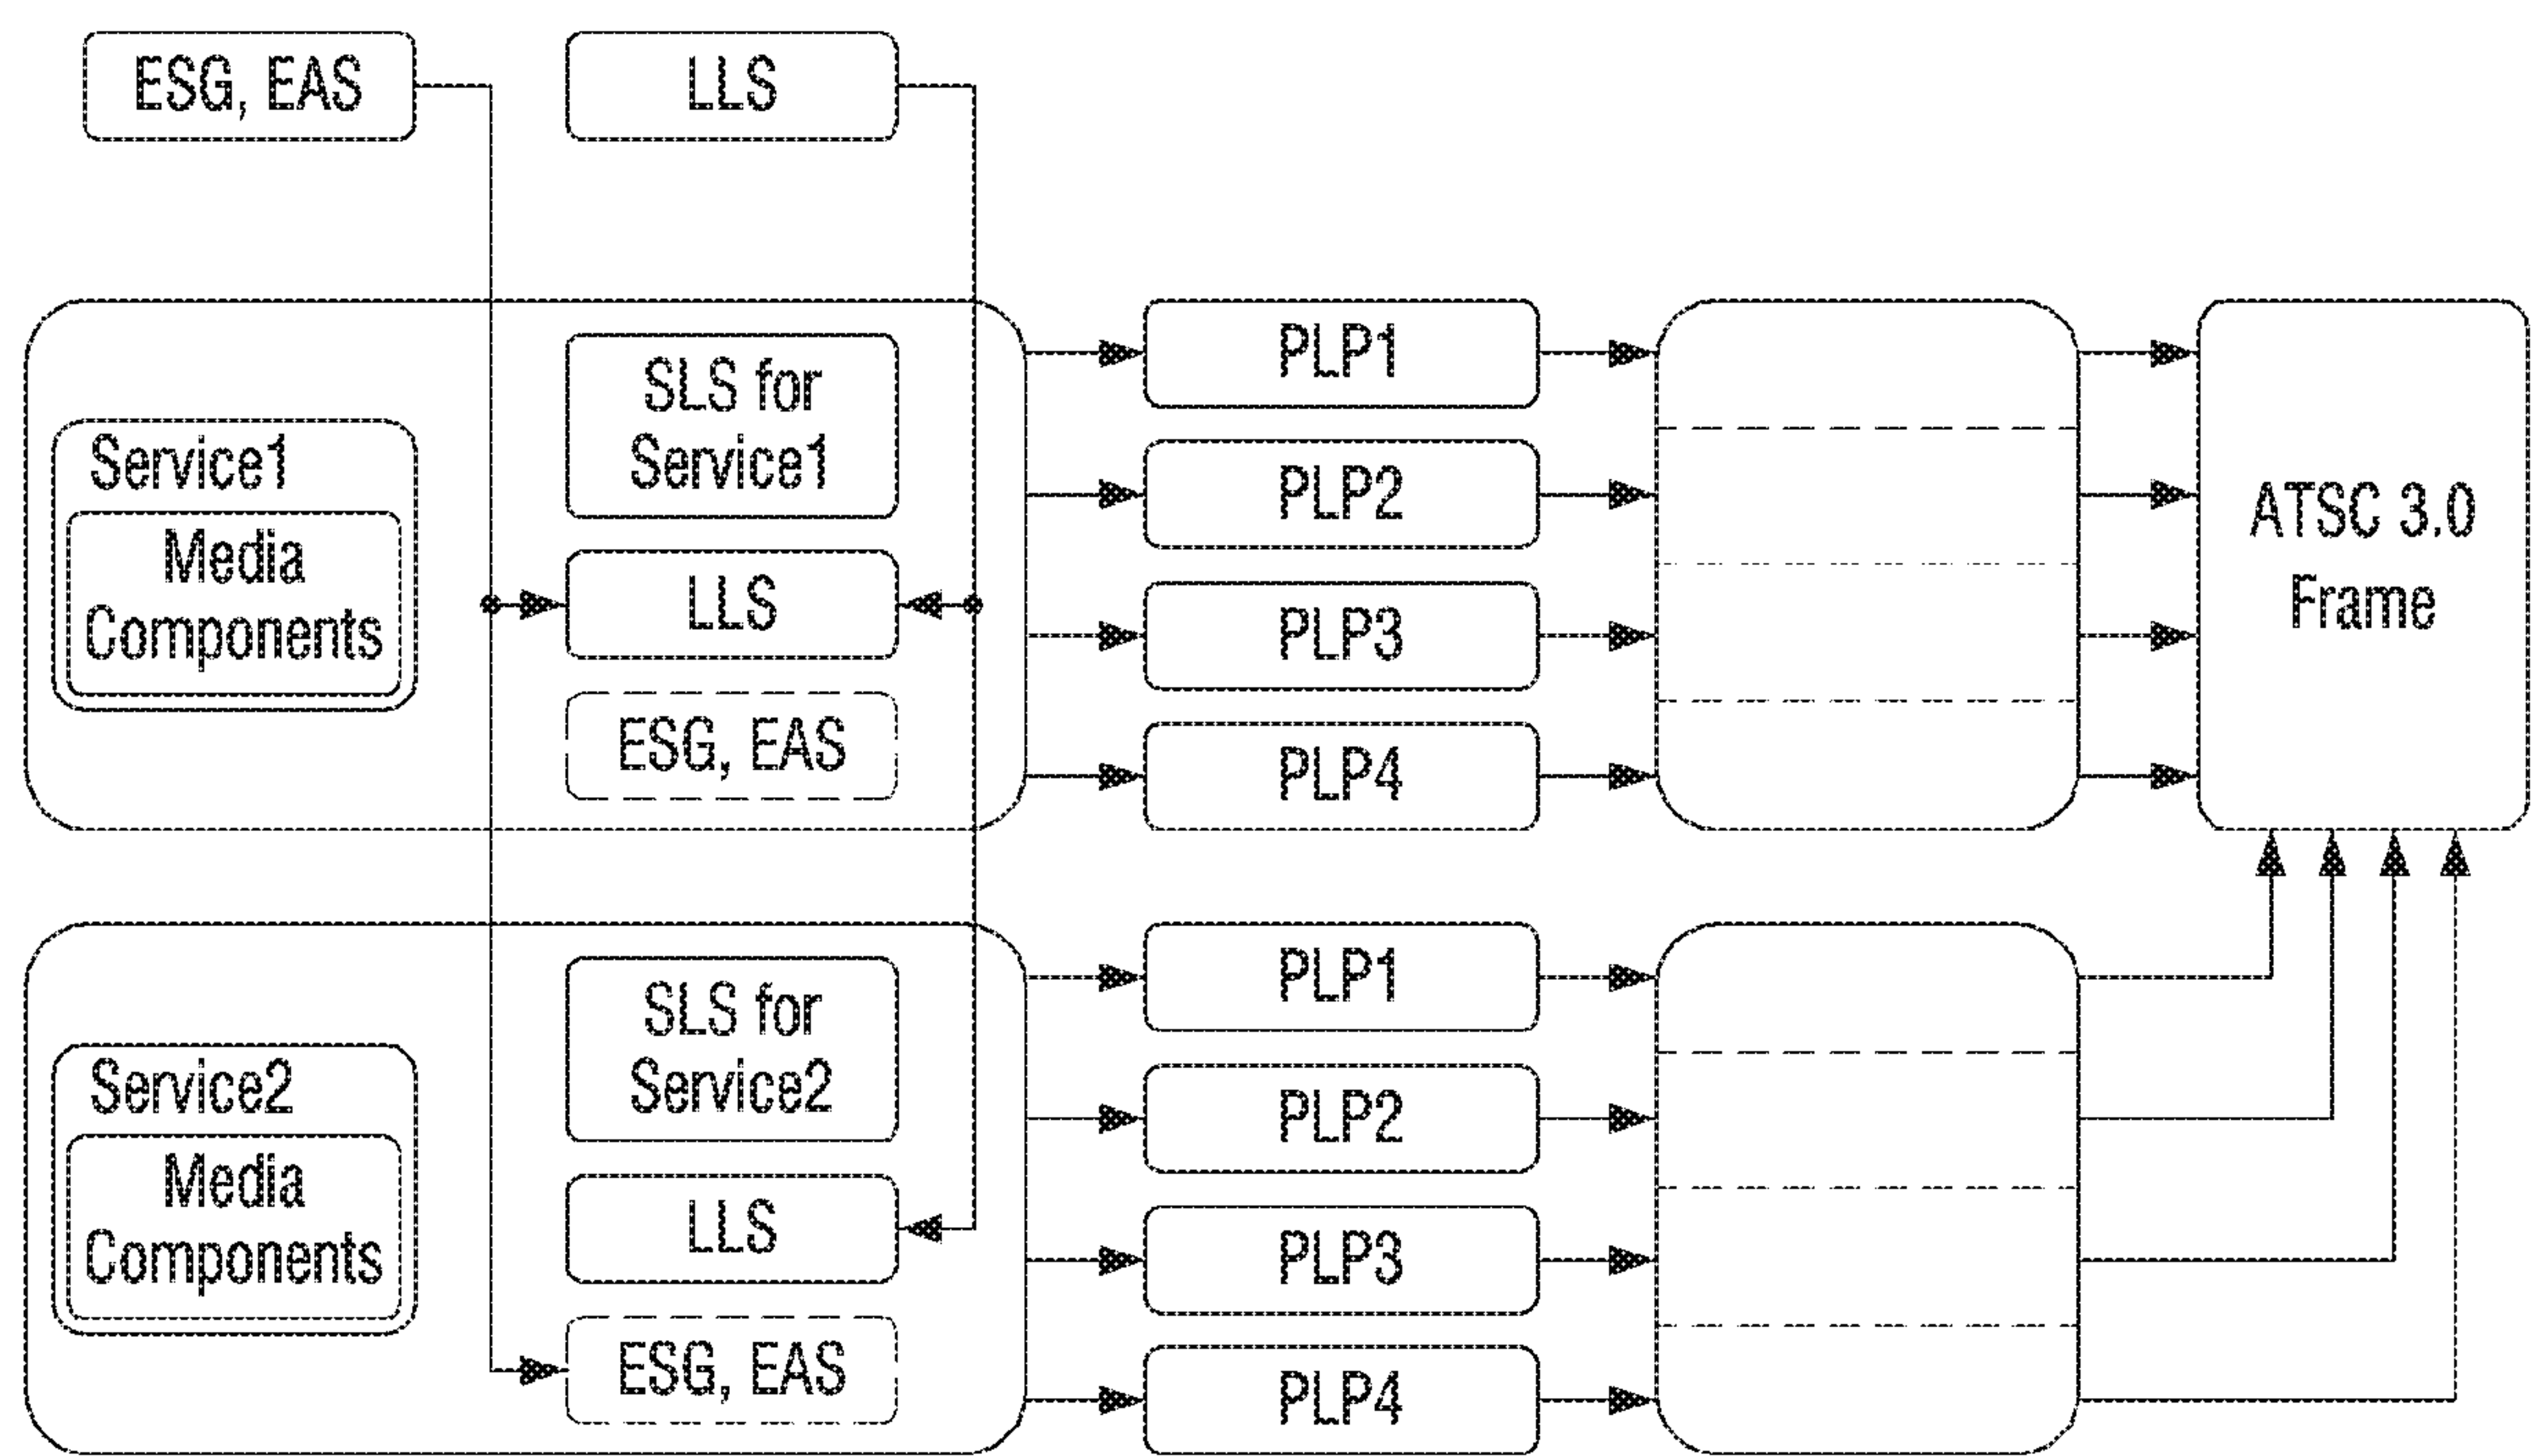 ESG, EAS
LLS
SLS for
Service1
Service1
Media
Components
LLS
ESG, EAS
PLP1
PLP2
PLP3
PLP4
ATSC 3.0
Frame
SLS for
Service2
Service2
Media
Components
LLS
ESG, EAS
PLP1
PLP2
PLP3
PLP4